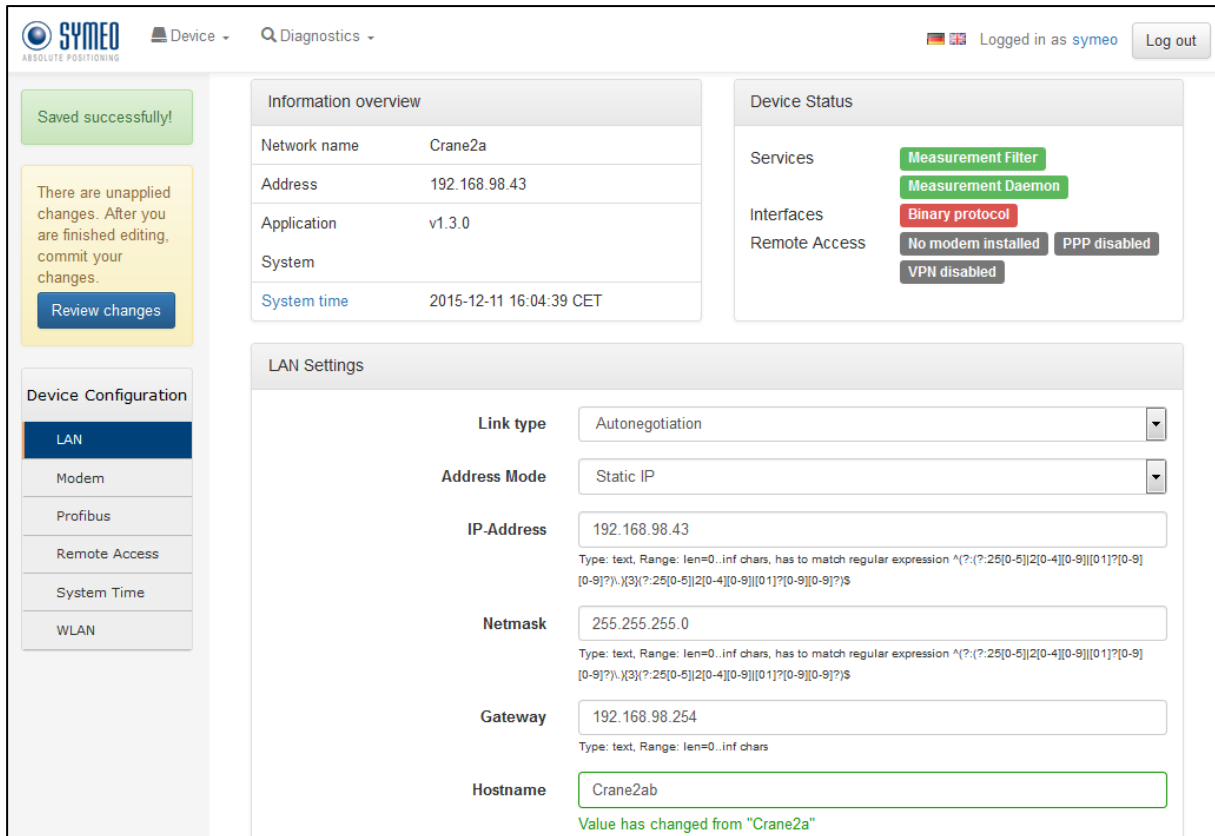 SYMEO
ABSOLUTE POSITIONING
Device
Diagnostics
Logged in as symeo
Log out
Saved successfully!
There are unapplied
changes. After you
are finished editing,
commit your
changes.
Review changes
Device Configuration
LAN
Modem
Profibus
Remote Access
System Time
WLAN
Information overview
Network name Crane2a
Address 192.168.98.43
Application v1.3.0
System
System time 2015-12-11 16:04:39 CET
Device Status
Services Measurement Filter
Measurement Daemon
Interfaces Binary protocol
Remote Access No modem installed PPP disabled
VPN disabled
LAN Settings
Link type Autonegotiation
Address Mode Static IP
IP-Address 192.168.98.43
Type: text, Range: len=0..inf chars, has to match regular expression ^(?:(?:25[0-5]|2[0-4][0-9]|[01]?[0-9]
[0-9]?)\.){3}(?:25[0-5]|2[0-4][0-9]|[01]?[0-9][0-9]?)$
Netmask 255.255.255.0
Type: text, Range: len=0..inf chars, has to match regular expression ^(?:(?:25[0-5]|2[0-4][0-9]|[01]?[0-9]
[0-9]?)\.){3}(?:25[0-5]|2[0-4][0-9]|[01]?[0-9][0-9]?)$
Gateway 192.168.98.254
Type: text, Range: len=0..inf chars
Hostname Crane2ab
Value has changed from "Crane2a"